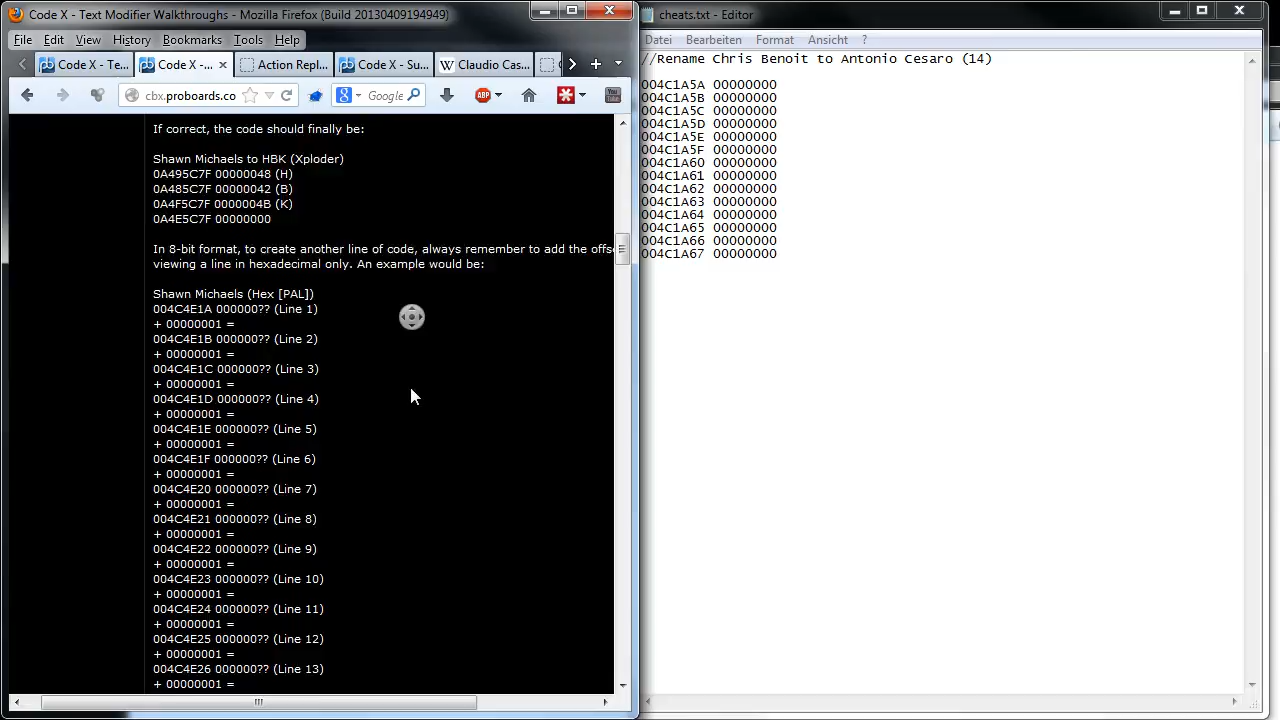 Code X - Text Modifier Walkthroughs - Mozilla Firefox (Build 20130409194949)
File Edit View History Bookmarks Tools Help
Code X - Te... Code X -... Action Repl... Code X - Su... Claudio Cas...
cbx.proboards.co Google
If correct, the code should finally be:
Shawn Michaels to HBK (Xploder)
0A495C7F 00000048 (H)
0A485C7F 00000042 (B)
0A4F5C7F 0000004B (K)
0A4E5C7F 00000000
In 8-bit format, to create another line of code, always remember to add the offs
viewing a line in hexadecimal only. An example would be:
Shawn Michaels (Hex [PAL])
004C4E1A 000000?? (Line 1)
+ 00000001 =
004C4E1B 000000?? (Line 2)
+ 00000001 =
004C4E1C 000000?? (Line 3)
+ 00000001 =
004C4E1D 000000?? (Line 4)
+ 00000001 =
004C4E1E 000000?? (Line 5)
+ 00000001 =
004C4E1F 000000?? (Line 6)
+ 00000001 =
004C4E20 000000?? (Line 7)
+ 00000001 =
004C4E21 000000?? (Line 8)
+ 00000001 =
004C4E22 000000?? (Line 9)
+ 00000001 =
004C4E23 000000?? (Line 10)
+ 00000001 =
004C4E24 000000?? (Line 11)
+ 00000001 =
004C4E25 000000?? (Line 12)
+ 00000001 =
004C4E26 000000?? (Line 13)
+ 00000001 =
cheats.txt - Editor
Datei Bearbeiten Format Ansicht ?
//Rename Chris Benoit to Antonio Cesaro (14)
004C1A5A 00000000
004C1A5B 00000000
004C1A5C 00000000
004C1A5D 00000000
004C1A5E 00000000
004C1A5F 00000000
004C1A60 00000000
004C1A61 00000000
004C1A62 00000000
004C1A63 00000000
004C1A64 00000000
004C1A65 00000000
004C1A66 00000000
004C1A67 00000000